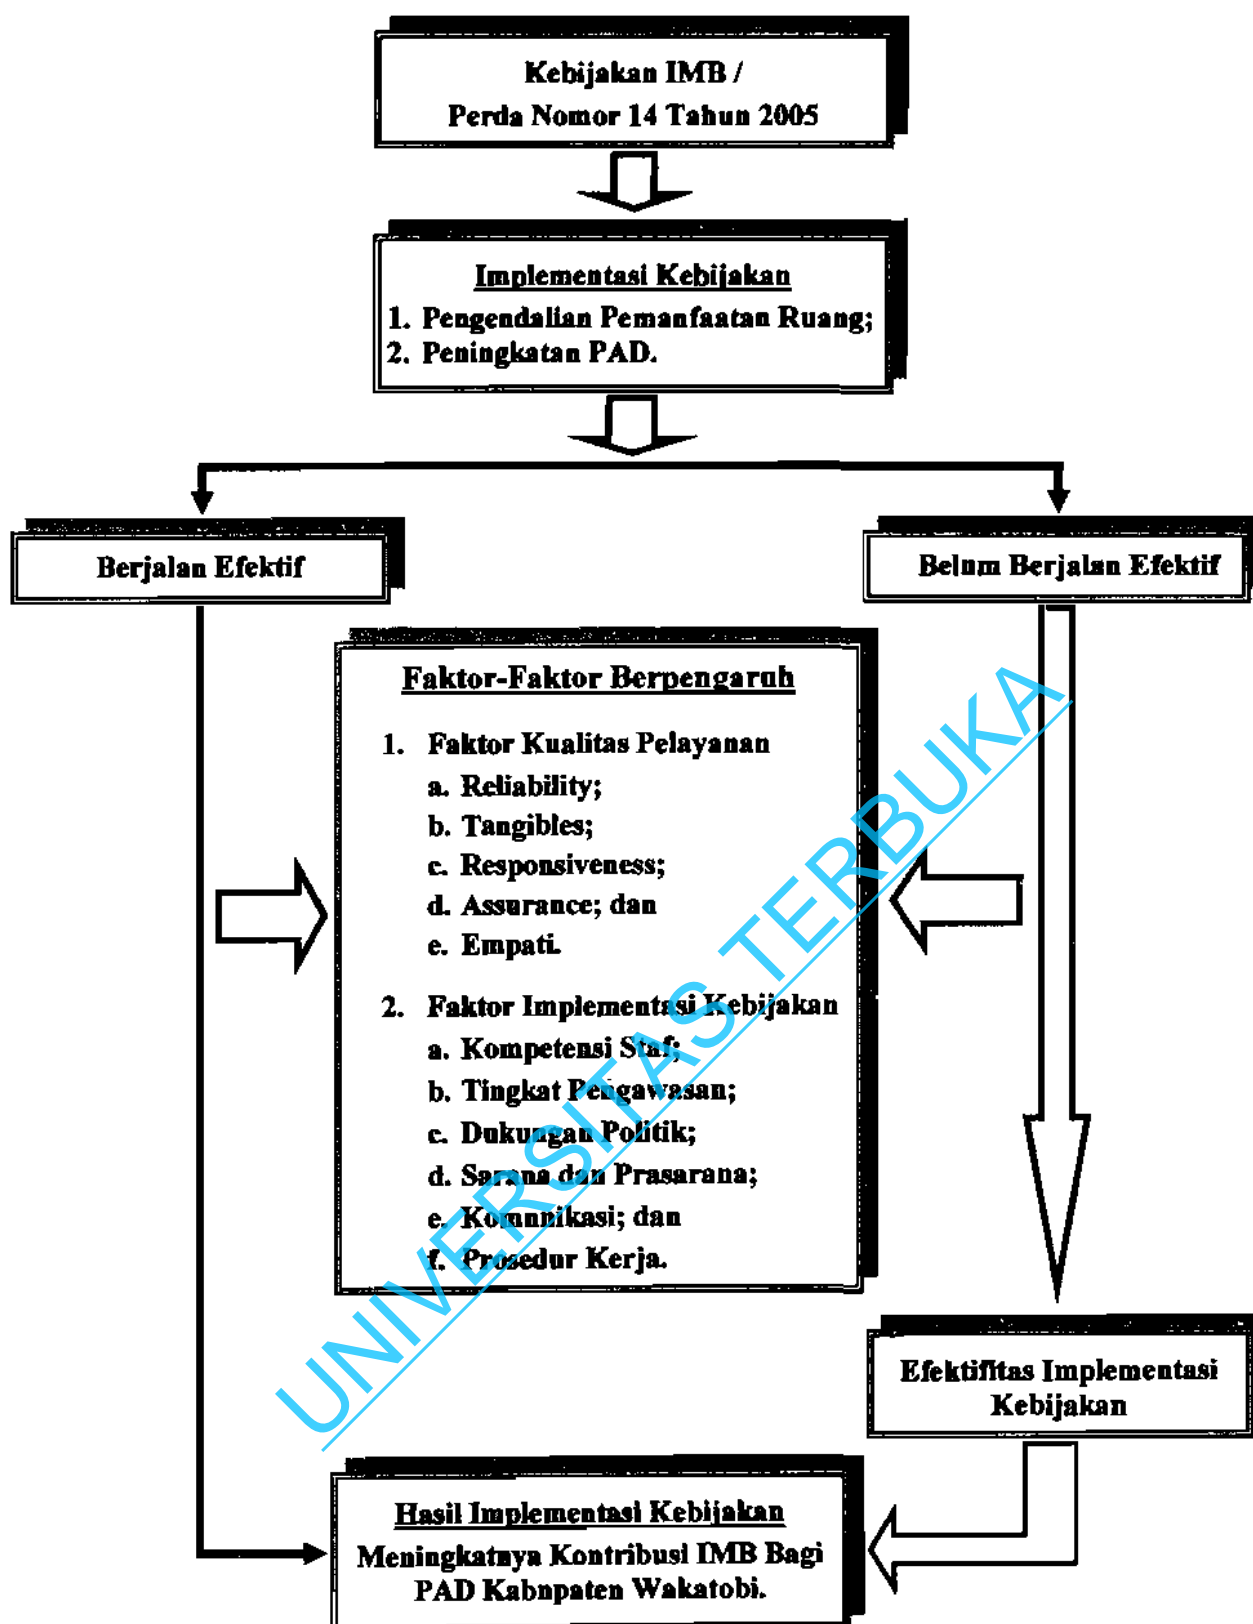 Kebijakan IMB /
Perda Nomor 14 Tahun 2005
Implementasi Kebijakan
1. Pengendalian Pemanfaatan Ruang;
2. Peningkatan PAD.
Berjalan Efektif
Belum Berjalan Efektif
Faktor-Faktor Berpengaruh
1. Faktor Kualitas Pelayanan
a. Reliability;
b. Tangibles;
c. Responsiveness;
d. Assurance; dan
e. Empati.
2. Faktor Implementasi Kebijakan
a. Kompetensi Staf;
b. Tingkat Pengawasan;
c. Dukungan Politik;
d. Sarana dan Prasarana;
e. Komunikasi; dan
f. Prosedur Kerja.
Efektifitas Implementasi
Kebijakan
Hasil Implementasi Kebijakan
Meningkatnya Kontribusi IMB Bagi
PAD Kabupaten Wakatobi.
UNIVERSITAS TERBUKA